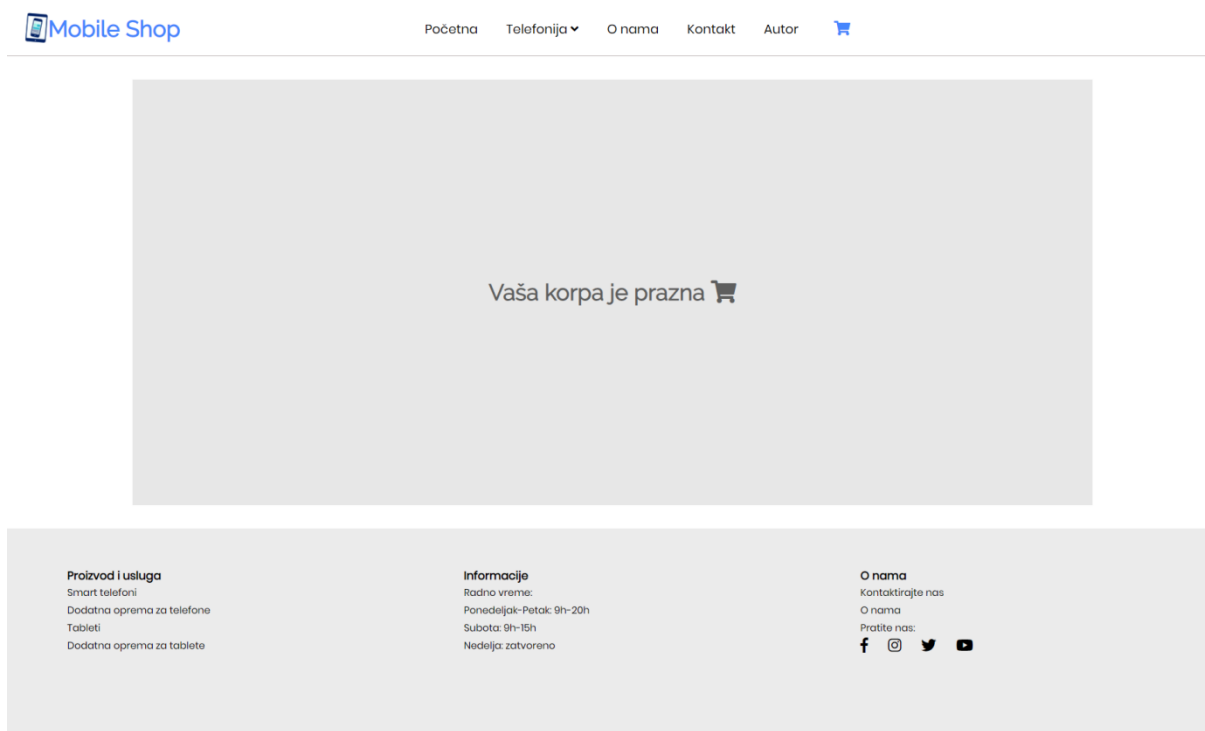 Mobile Shop
Početna Telefonija O nama Kontakt Autor
Vaša korpa je prazna
Proizvod i usluga
Smart telefoni
Dodatna oprema za telefone
Tableti
Dodatna oprema za tablete
Informacije
Radno vreme:
Ponedeljak-Petak: 9h-20h
Subota: 9h-15h
Nedelja: zatvoreno
O nama
Kontaktirajte nas
O nama
Pratite nas: